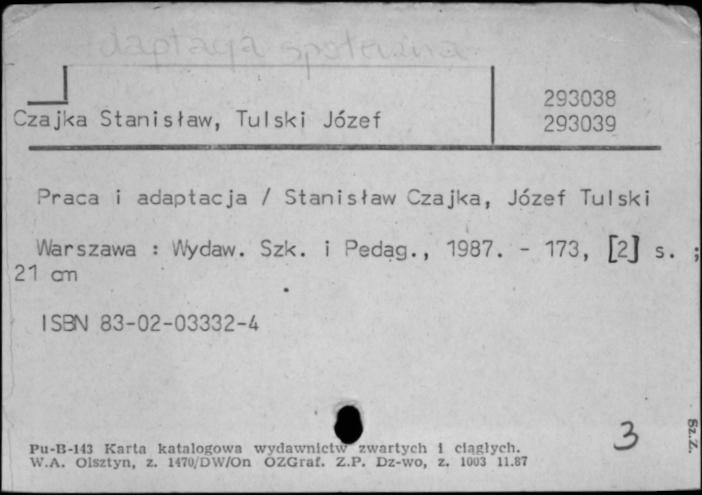 adaptacja społeczna
293038
Czajka Stanisław, Tulski Józef
293039
Praca i adaptacja / Stanisław Czajka, Józef Tulski
Warszawa : Wydaw. Szk. i Pedag., 1987. - 173, [2] s. ;
21 cm
ISBN 83-02-03332-4
3
Sz.Z.
Pu-B-143 Karta katalogowa wydawnictw zwartych i ciągłych.
W.A. Olsztyn, z. 1470/DW/On OZGraf. Z.P. Dz-wo, z. 1003 11.87